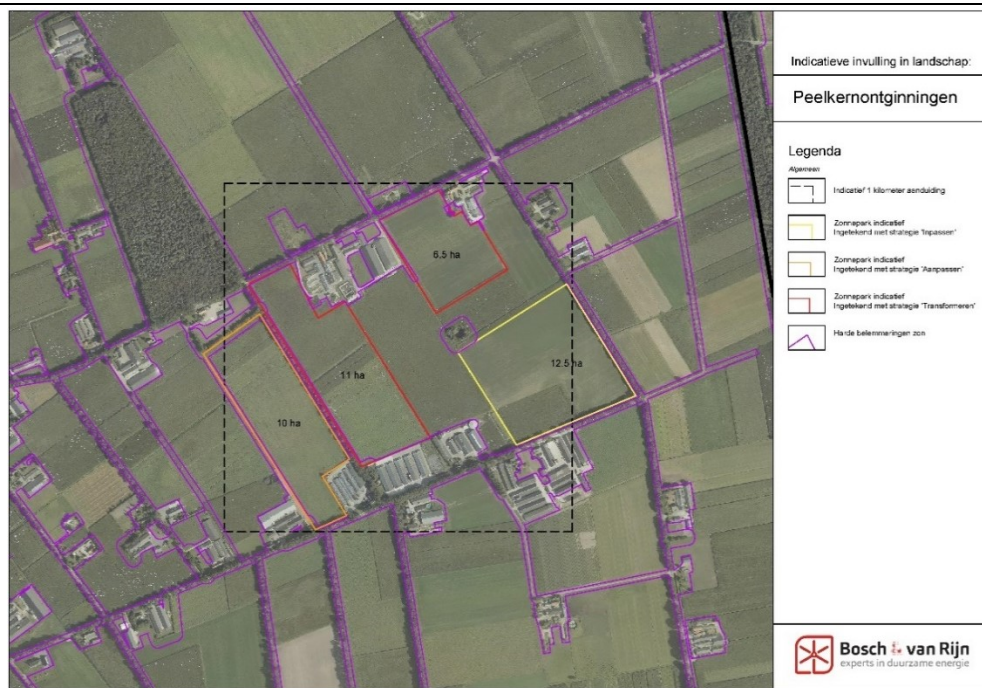 Indicatieve invulling in landschap:
Peelkernontginningen
Legenda
Algemeen
Indicatief 1 kilometer aanduiding
Zonnepark indicatief
Ingetekend met strategie 'Inpassen'
Zonnepark indicatief
Ingetekend met strategie 'Aanpassen'
Zonnepark indicatief
Ingetekend met strategie 'Transformeren'
Harde belemmeringen zon
6.5 ha
12.5 ha
11 ha
10 ha
Bosch & van Rijn
experts in duurzame energie